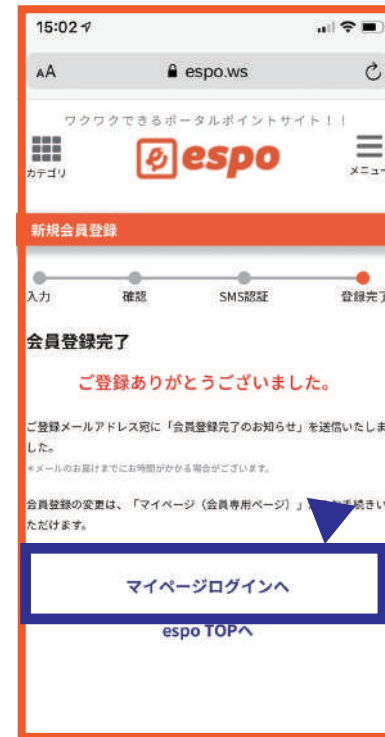 15:02
AA espo.ws
ワクワクできるポータルポイントサイト！！
カテゴリ
espo
メニュー
新規会員登録
入力 確認 SMS認証 登録完了
会員登録完了
ご登録ありがとうございました。
ご登録メールアドレス宛に「会員登録完了のお知らせ」を送信いたしま
した。
＊メールのお届けまでにお時間がかかる場合がございます。
会員登録の変更は、「マイページ（会員専用ページ）」 手続きい
ただけます。
マイページログインへ
espo TOPへ